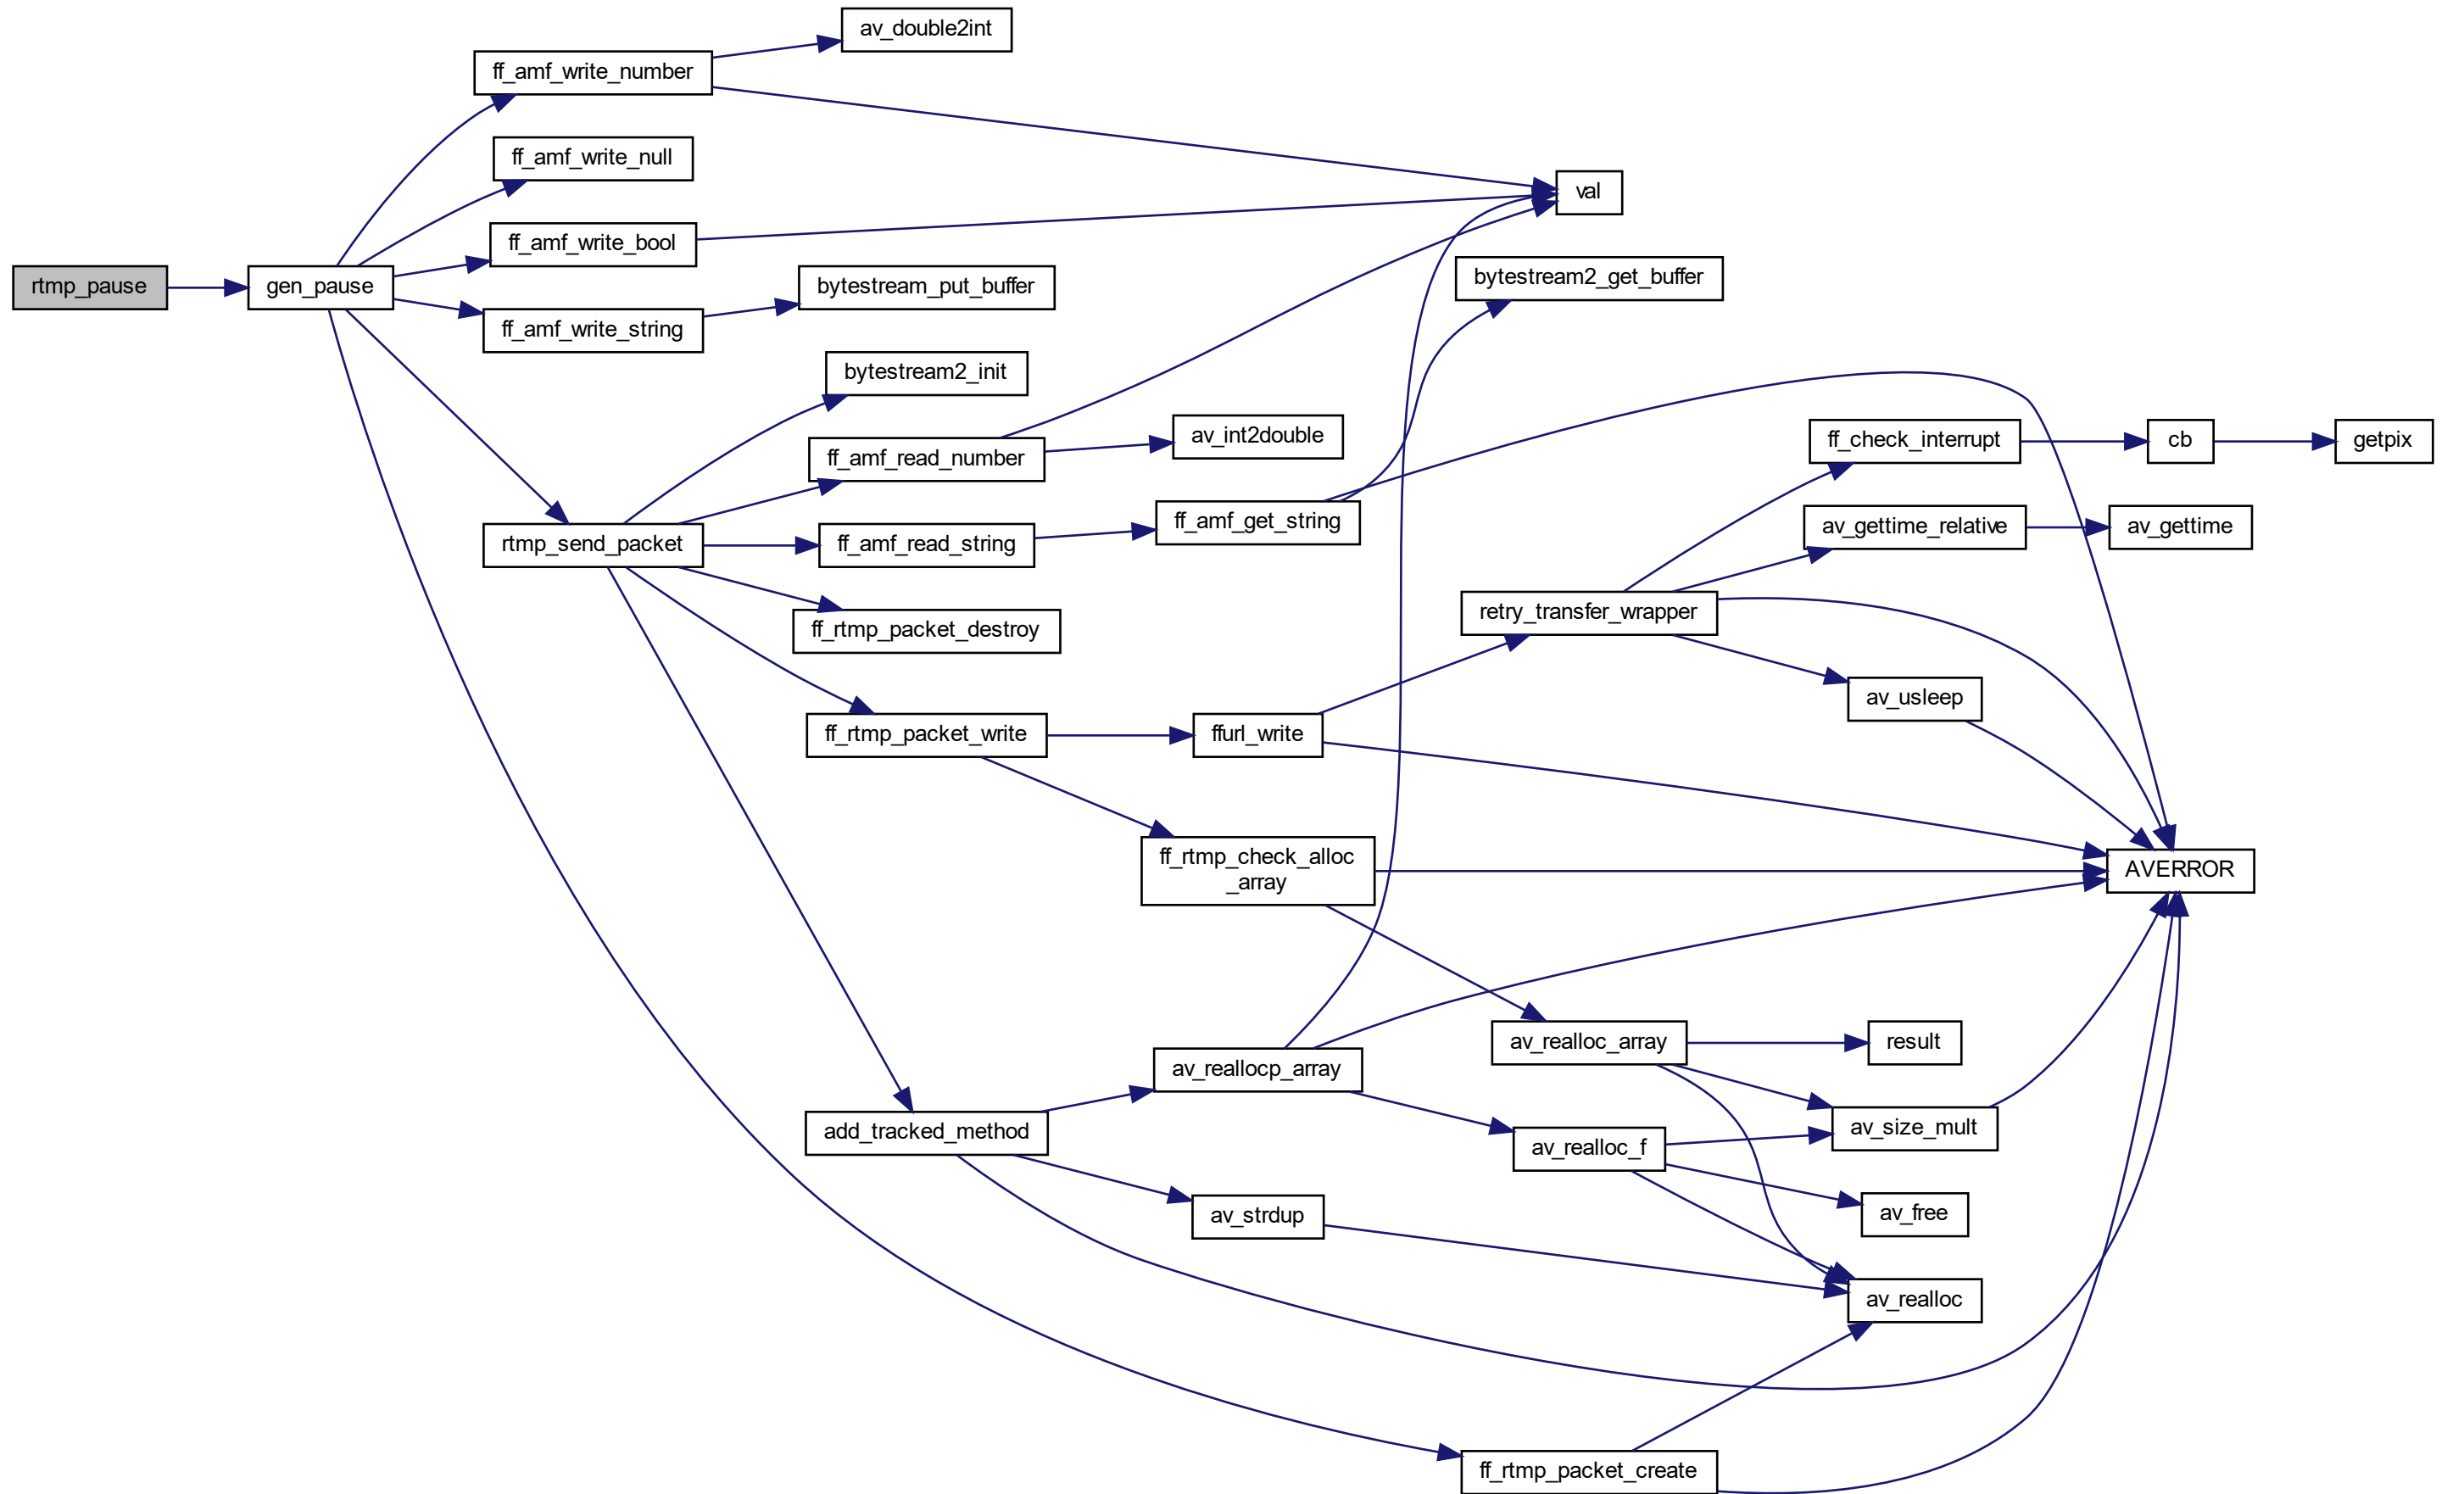 av_double2int
ff_amf_write_number
ff_amf_write_null
val
ff_amf_write_bool
bytestream2_get_buffer
rtmp_pause
gen_pause
bytestream_put_buffer
ff_amf_write_string
bytestream2_init
av_int2double
ff_check_interrupt
cb
getpix
ff_amf_read_number
ff_amf_get_string
av_gettime_relative
av_gettime
rtmp_send_packet
ff_amf_read_string
retry_transfer_wrapper
ff_rtmp_packet_destroy
av_usleep
ff_rtmp_packet_write
ffurl_write
ff_rtmp_check_alloc
_array
AVERROR
av_realloc_array
result
av_reallocp_array
add_tracked_method
av_size_mult
av_realloc_f
av_strdup
av_free
av_realloc
ff_rtmp_packet_create